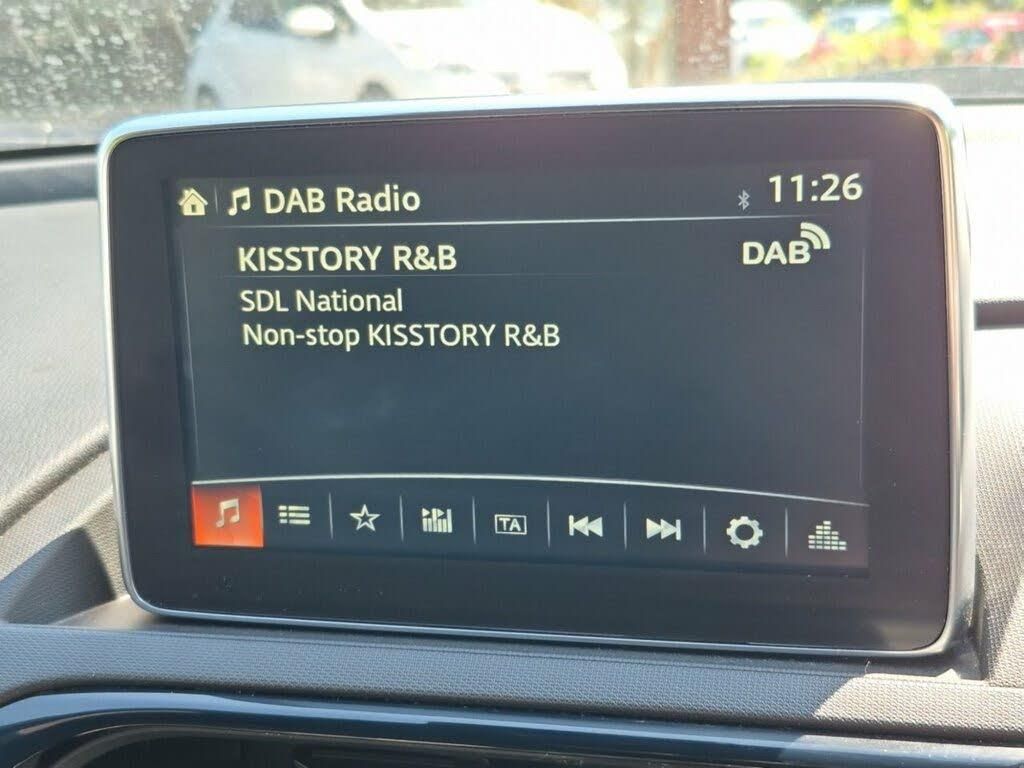 DAB Radio
11:26
KISSTORY R&B
DAB
SDL National
Non-stop KISSTORY R&B
TA